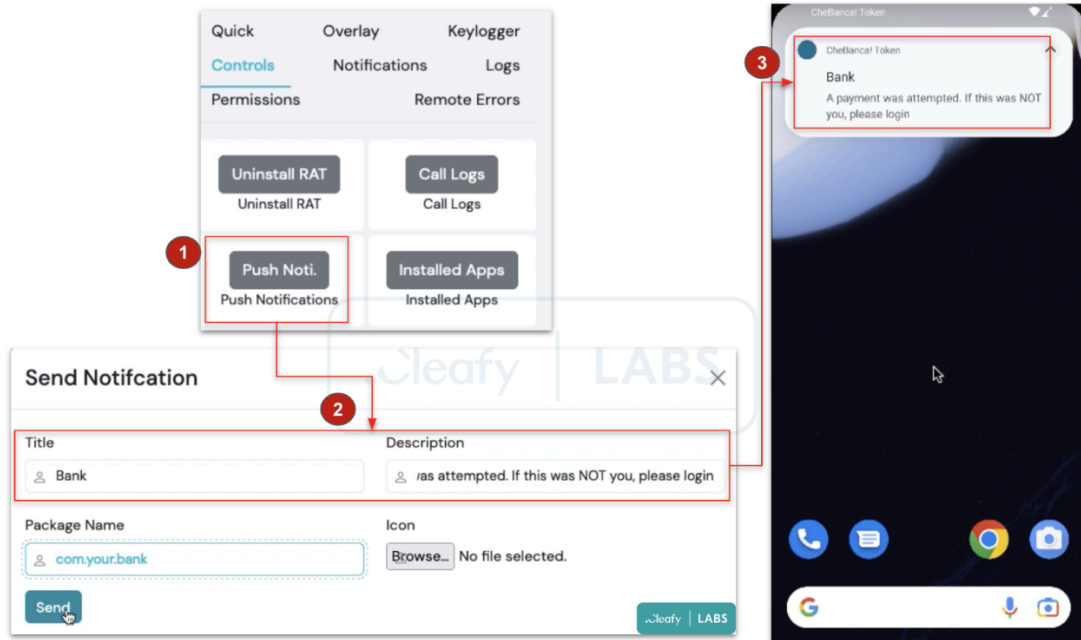 Quick Overlay Keylogger
Controls Notifications Logs
Permissions Remote Errors
Uninstall RAT Call Logs
Uninstall RAT Call Logs
1
Push Noti. Installed Apps
Push Notifications Installed Apps
.Cleafy LABS
Send Notifcation
2
Title Description
Bank was attempted. If this was NOT you, please login
Package Name Icon
com.your.bank Browse... No file selected.
Send
.Cleafy LABS
CheBanca! Token
3
CheBanca! Token
Bank
A payment was attempted. If this was NOT
you, please login
G